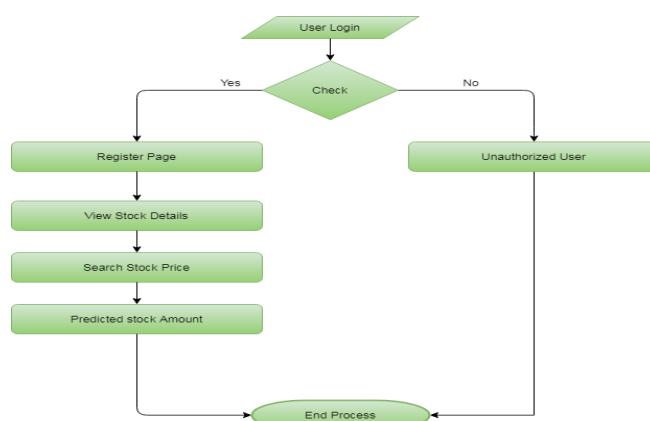 User Login
Check
Yes
No
Register Page
Unauthorized User
View Stock Details
Search Stock Price
Predicted stock Amount
End Process